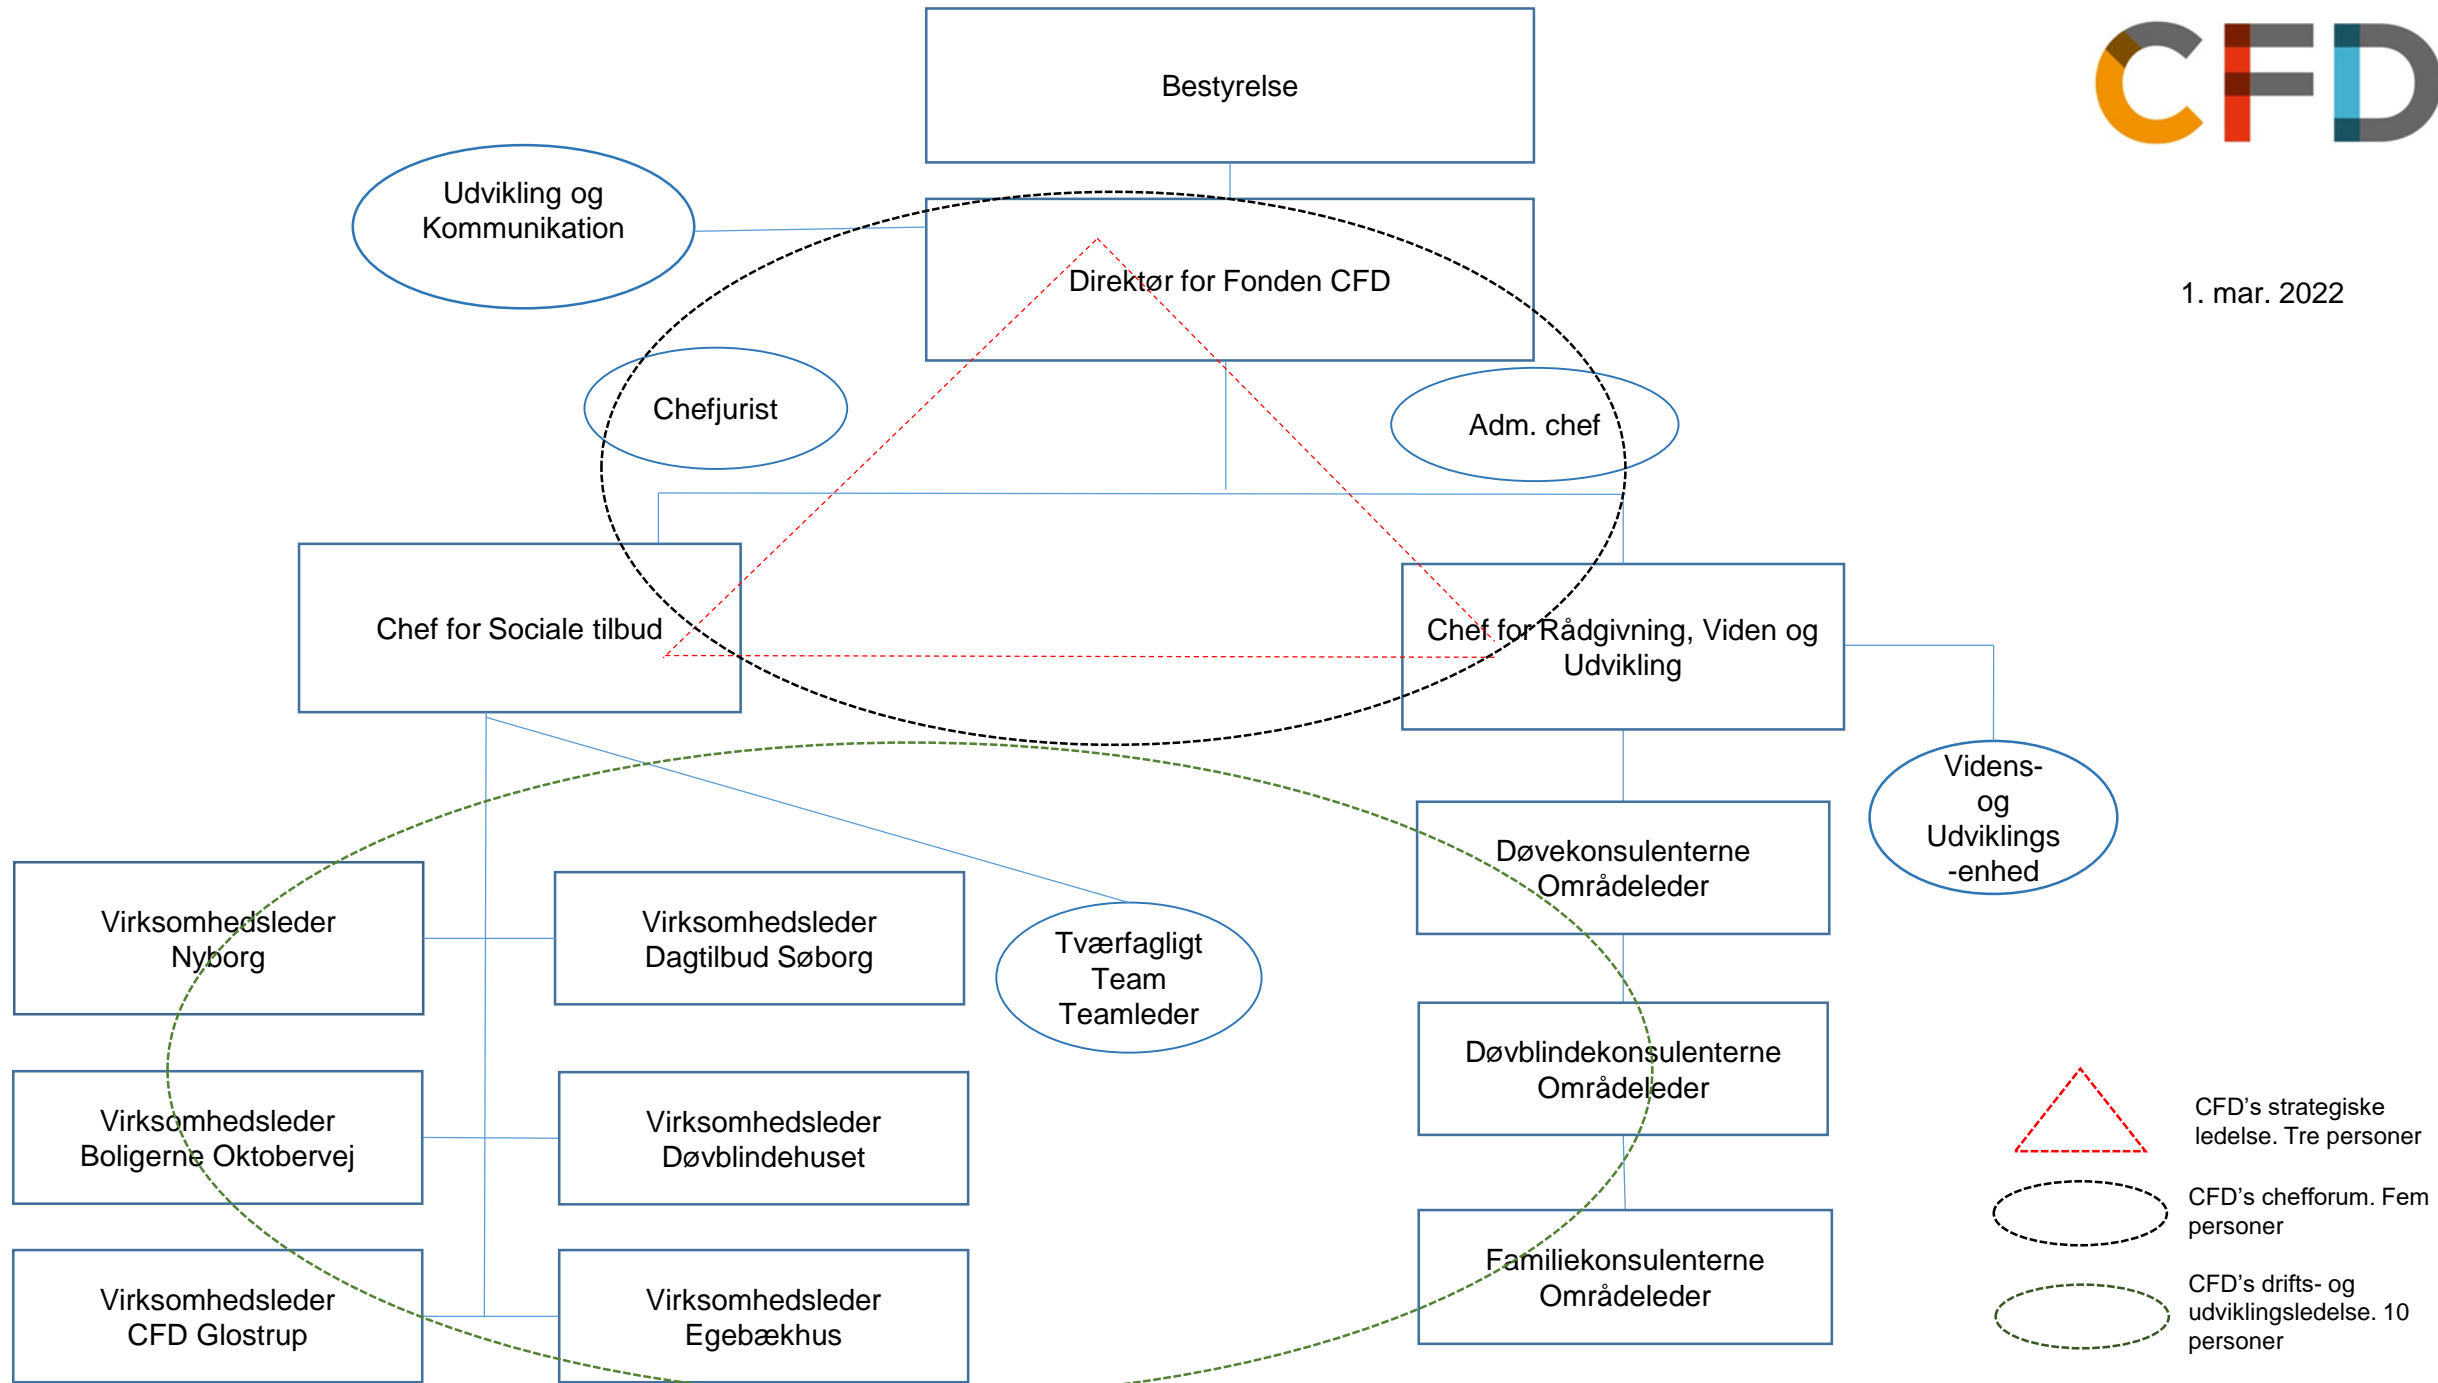 CFD
Bestyrelse
Udvikling og
Kommunikation
Direktør for Fonden CFD
1. mar. 2022
Chefjurist
Adm. chef
Chef for Sociale tilbud
Chef for Rådgivning, Viden og
Udvikling
Videns-
og
Udviklings
-enhed
Døvekonsulenterne
Områdeleder
Virksomhedsleder
Nyborg
Virksomhedsleder
Dagtilbud Søborg
Tværfagligt
Team
Teamleder
Døvblindekonsulenterne
Områdeleder
Virksomhedsleder
Boligerne Oktobervej
Virksomhedsleder
Døvblindehuset
Familiekonsulenterne
Områdeleder
Virksomhedsleder
CFD Glostrup
Virksomhedsleder
Egebækhus
CFD’s strategiske
ledelse. Tre personer
CFD’s chefforum. Fem
personer
CFD’s drifts- og
udviklingsledelse. 10
personer